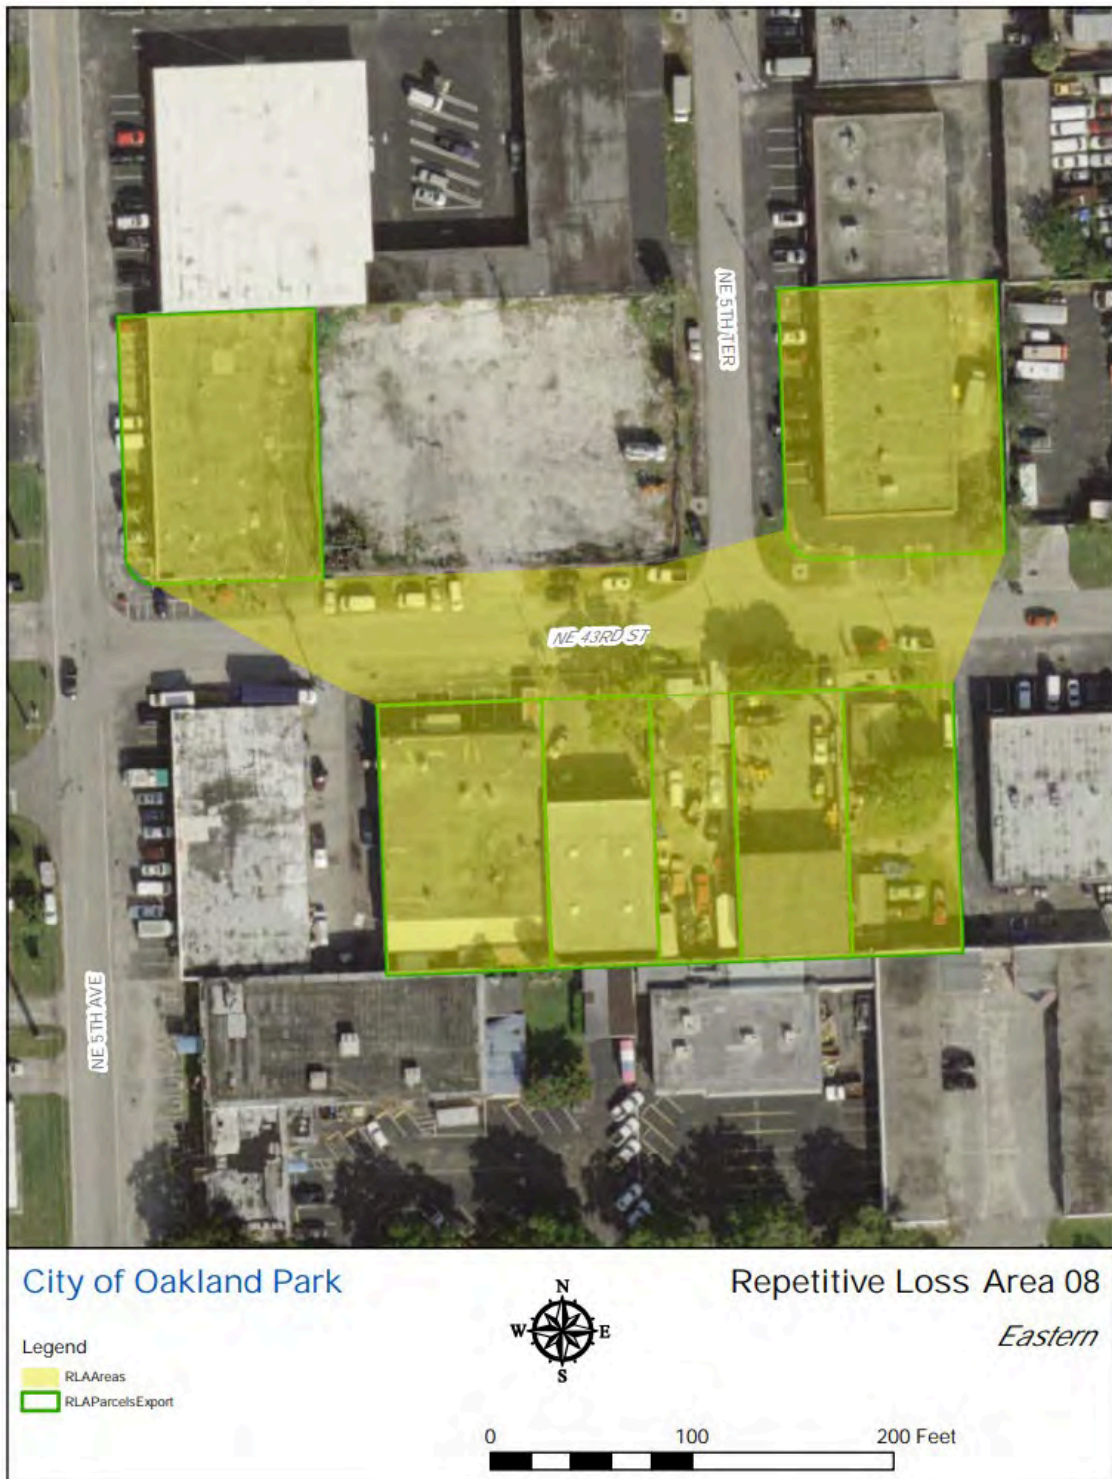 NE 5TH TER
NE 43RD ST
NE 5TH AVE
City of Oakland Park
Repetitive Loss Area 08
Eastern
Legend
RLAAreas
RLAParcelsExport
N
W E
S
0 100 200 Feet